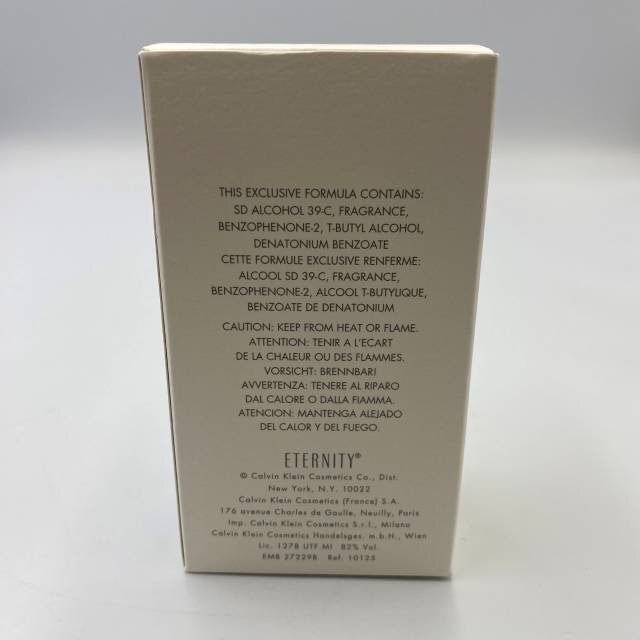 THIS EXCLUSIVE FORMULA CONTAINS:
SD ALCOHOL 39-C, FRAGRANCE,
BENZOPHENONE-2, T-BUTYL ALCOHOL,
DENATONIUM BENZOATE
CETTE FORMULE EXCLUSIVE RENFERME:
ALCOOL SD 39-C, FRAGRANCE,
BENZOPHENONE-2, ALCOOL T-BUTYLIQUE,
BENZOATE DE DENATONIUM
CAUTION: KEEP FROM HEAT OR FLAME.
ATTENTION: TENIR A L'ECART
DE LA CHALEUR OU DES FLAMMES.
VORSICHT: BRENNBAR!
AVVERTENZA: TENERE AL RIPARO
DAL CALORE O DALLA FIAMMA.
ATENCION: MANTENGA ALEJADO
DEL CALOR Y DEL FUEGO.
ETERNITY®
© Calvin Klein Cosmetics Co., Dist.
New York, N.Y. 10022
Calvin Klein Cosmetics (France) S.A.
176 avenue Charles de Gaulle, Neuilly, Paris
Imp. Calvin Klein Cosmetics S.r.l., Milano
Calvin Klein Cosmetics Handelsges. m.b.H., Wien
Lic. 1278 UTF MI 82% Vol.
EMB 27229B. Ref. 10125